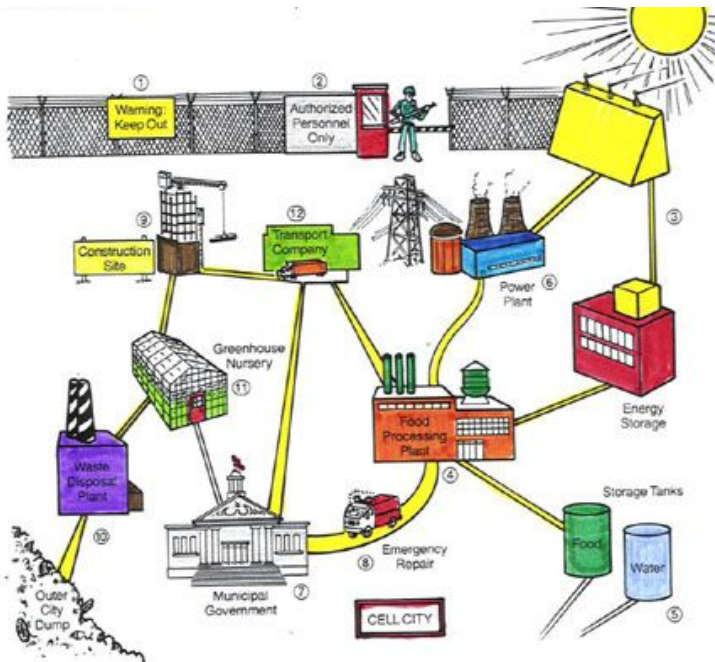 ①
②
Warning:
Keep Out
Authorized
Personnel
Only
③
⑨
⑫
Construction
Site
Transport
Company
Power
Plant
⑥
Greenhouse
Nursery
⑪
Energy
Storage
Food
Processing
Plant
④
Waste
Disposal
Plant
⑩
Storage Tanks
Food
Water
⑤
Emergency
Repair
⑧
Municipal
Government
⑦
Outer
City
Dump
CELL CITY